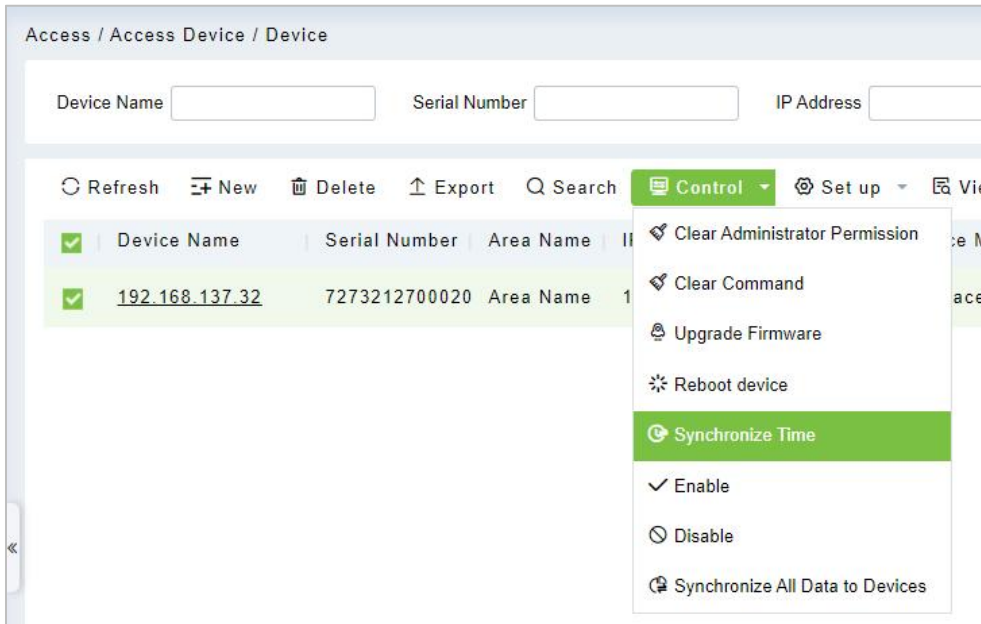 Access / Access Device / Device
Device Name Serial Number IP Address
Refresh New Delete Export Search Control Set up
Device Name Serial Number Area Name
192.168.137.32 7273212700020 Area Name
Clear Administrator Permission
Clear Command
Upgrade Firmware
Reboot device
Synchronize Time
Enable
Disable
Synchronize All Data to Devices